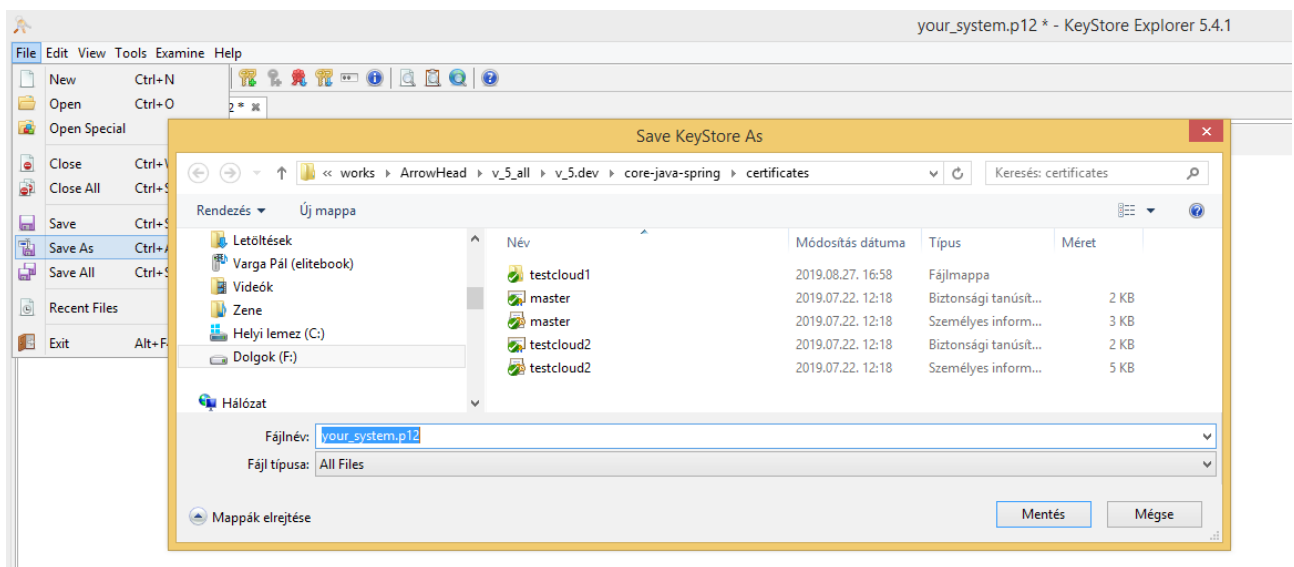 your_system.p12 * - KeyStore Explorer 5.4.1
File Edit View Tools Examine Help
New Ctrl+N
Open Ctrl+O
2 *
Open Special
Save KeyStore As
Close
Close All
Save
Save As
Save All
Recent Files
Exit
« works ArrowHead v_5_all v_5.dev core-java-spring certificates
Keresés: certificates
Rendezés Új mappa
Letöltések
Varga Pál (elitebook)
Videók
Zene
Helyi lemez (C:)
Dolgok (F:)
Hálózat
Név Módosítás dátuma Típus Méret
testcloud1 2019.08.27. 16:58 Fájlmappa
master 2019.07.22. 12:18 Biztonsági tanúsít... 2 KB
master 2019.07.22. 12:18 Személyes inform... 3 KB
testcloud2 2019.07.22. 12:18 Biztonsági tanúsít... 2 KB
testcloud2 2019.07.22. 12:18 Személyes inform... 5 KB
Fájlnév: your_system.p12
Fájl típusa: All Files
Mappák elrejtése
Mentés Mégse